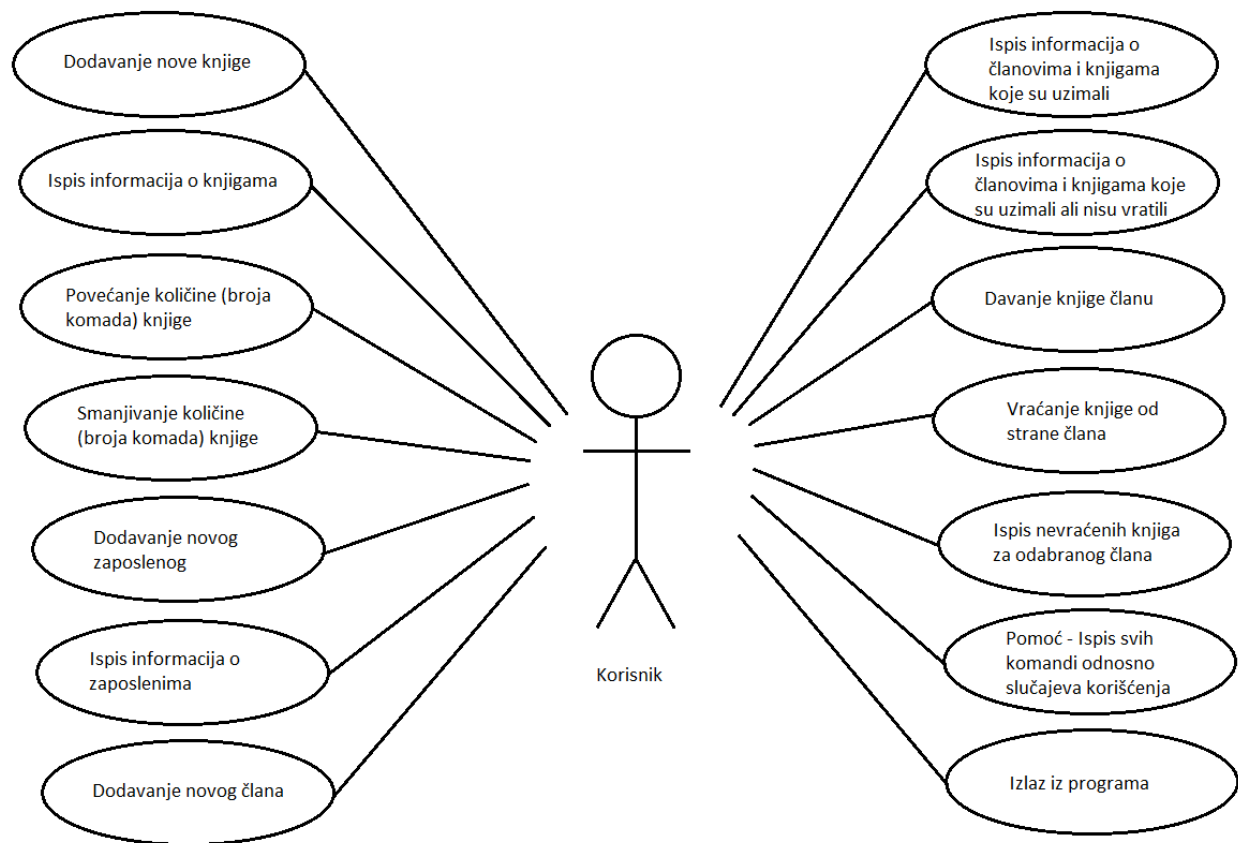 Dodavanje nove knjige
Ispis informacija o knjigama
Povećanje količine (broja
komada) knjige
Smanjivanje količine
(broja komada) knjige
Dodavanje novog
zaposlenog
Ispis informacija o
zaposlenima
Dodavanje novog člana
Korisnik
Ispis informacija o
članovima i knjigama
koje su uzimali
Ispis informacija o
članovima i knjigama koje
su uzimali ali nisu vratili
Davanje knjige članu
Vraćanje knjige od
strane člana
Ispis nevraćenih knjiga
za odabranog člana
Pomoć - Ispis svih
komandi odnosno
slučajeva korišćenja
Izlaz iz programa